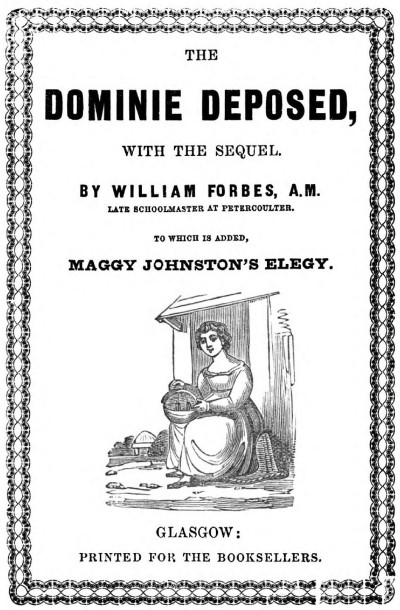 THE
DOMINIE DEPOSED,
WITH THE SEQUEL.
BY WILLIAM FORBES, A.M.
LATE SCHOOLMASTER AT PETERCOULTER.
TO WHICH IS ADDED,
MAGGY JOHNSTON'S ELEGY.
GLASGOW:
PRINTED FOR THE BOOKSELLERS.